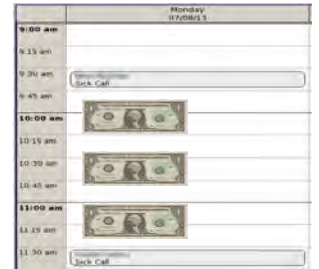 Monday
07/08/13
9:00 am
9:15 am
9:30 am
Sick Call
9:45 am
10:00 am
10:15 am
10:30 am
10:45 am
11:00 am
11:15 am
11:30 am
Sick Call